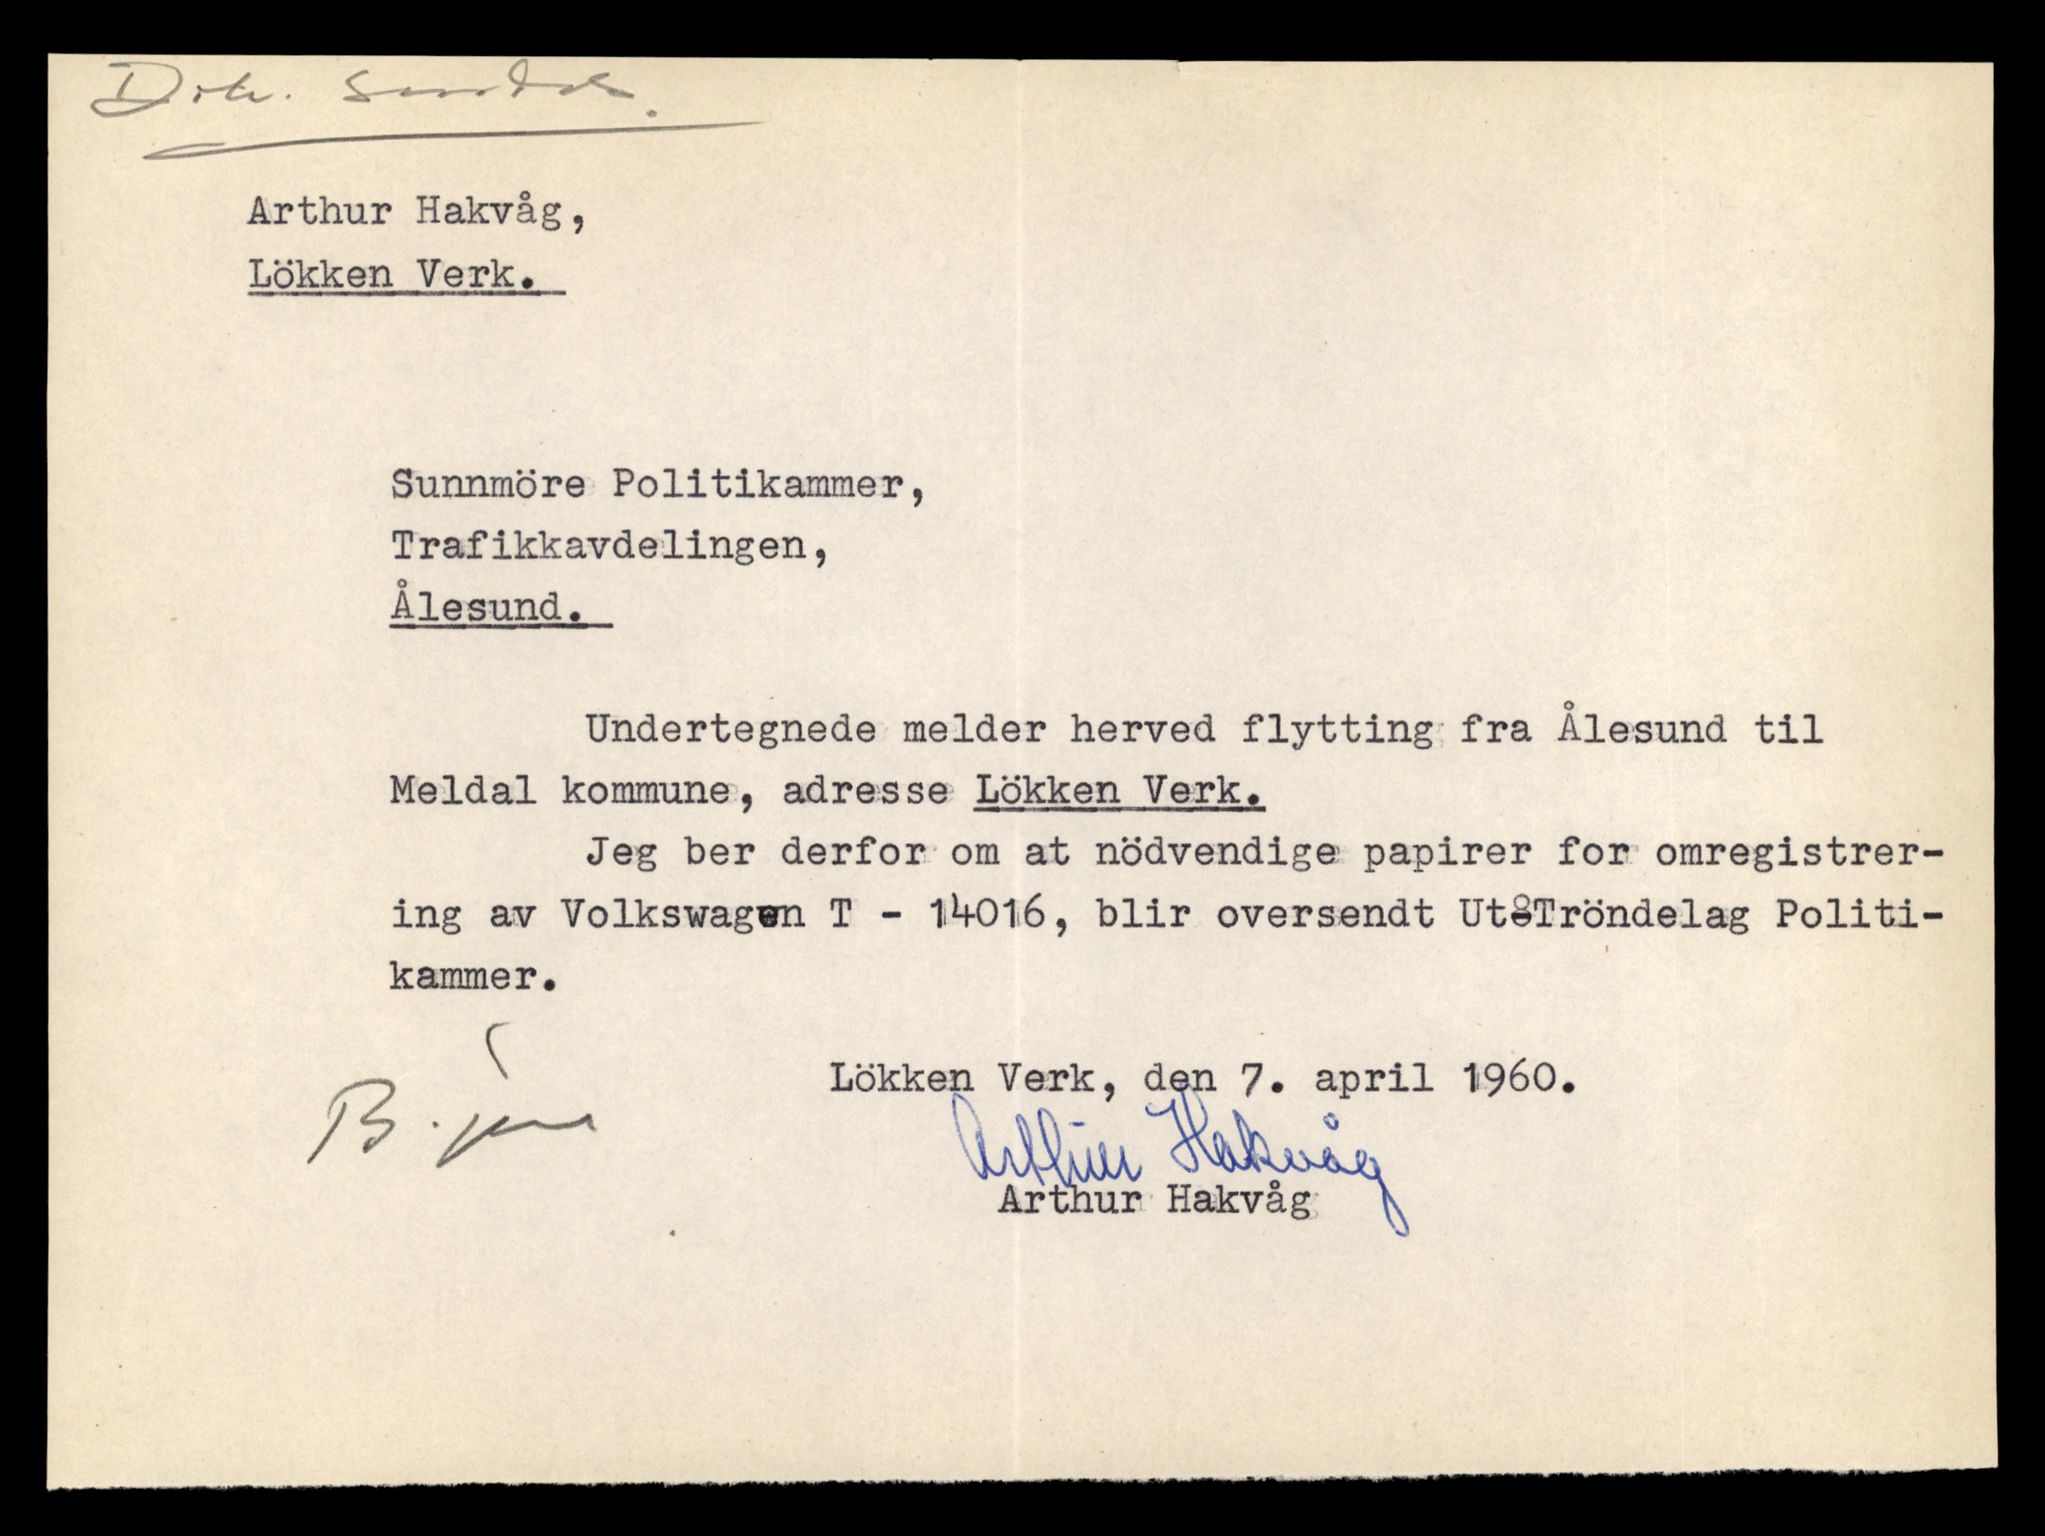 Arthur Hakvåg,
Lökken Verk.
Sunnmöre Politikammer,
Trafikkavdelingen,
Ålesund.
Undertegnede melder herved flytting fra Ålesund til
Meldal kommune, adresse Lökken Verk.
Jeg ber derfor om at nödvendige papirer for omregistrer-
ing av Volkswagen T - 14016, blir oversendt Ut-Tröndelag Politi-
kammer.
Lökken Verk, den 7. april 1960.
Arthur Hakvåg
Arthur Hakvåg